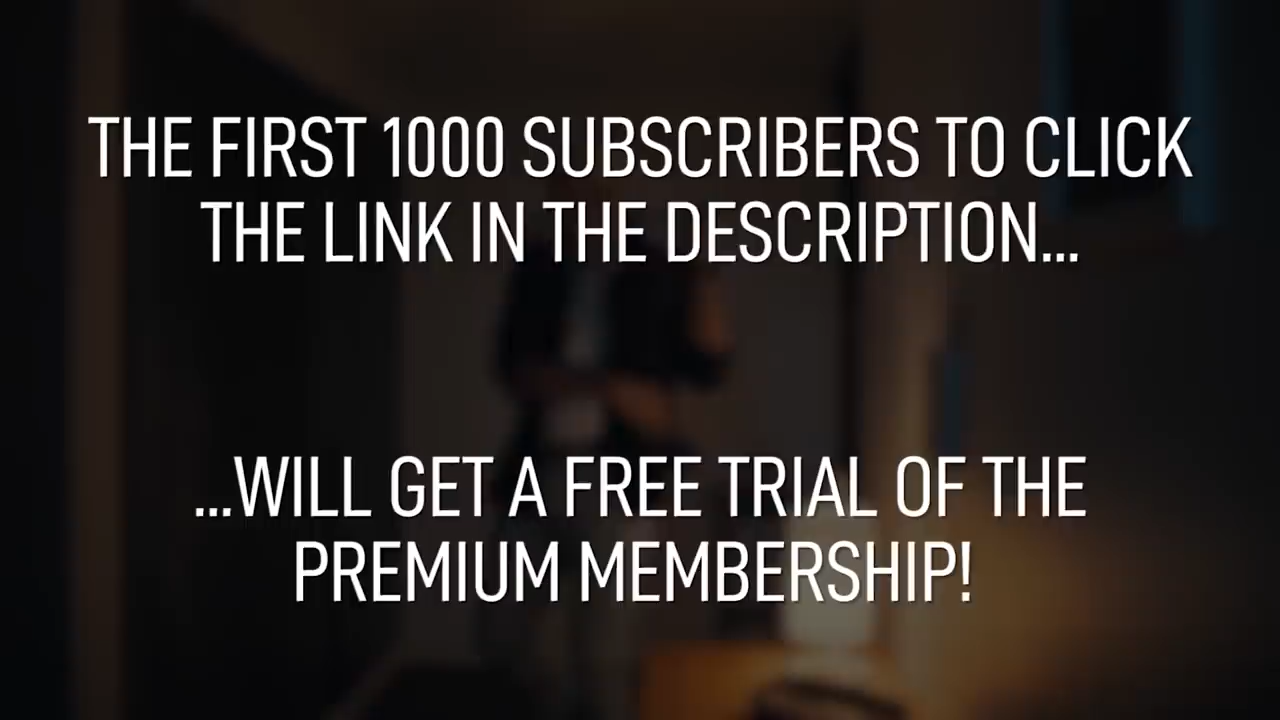 THE FIRST 1000 SUBSCRIBERS TO CLICK
THE LINK IN THE DESCRIPTION...
...WILL GET A FREE TRIAL OF THE
PREMIUM MEMBERSHIP!